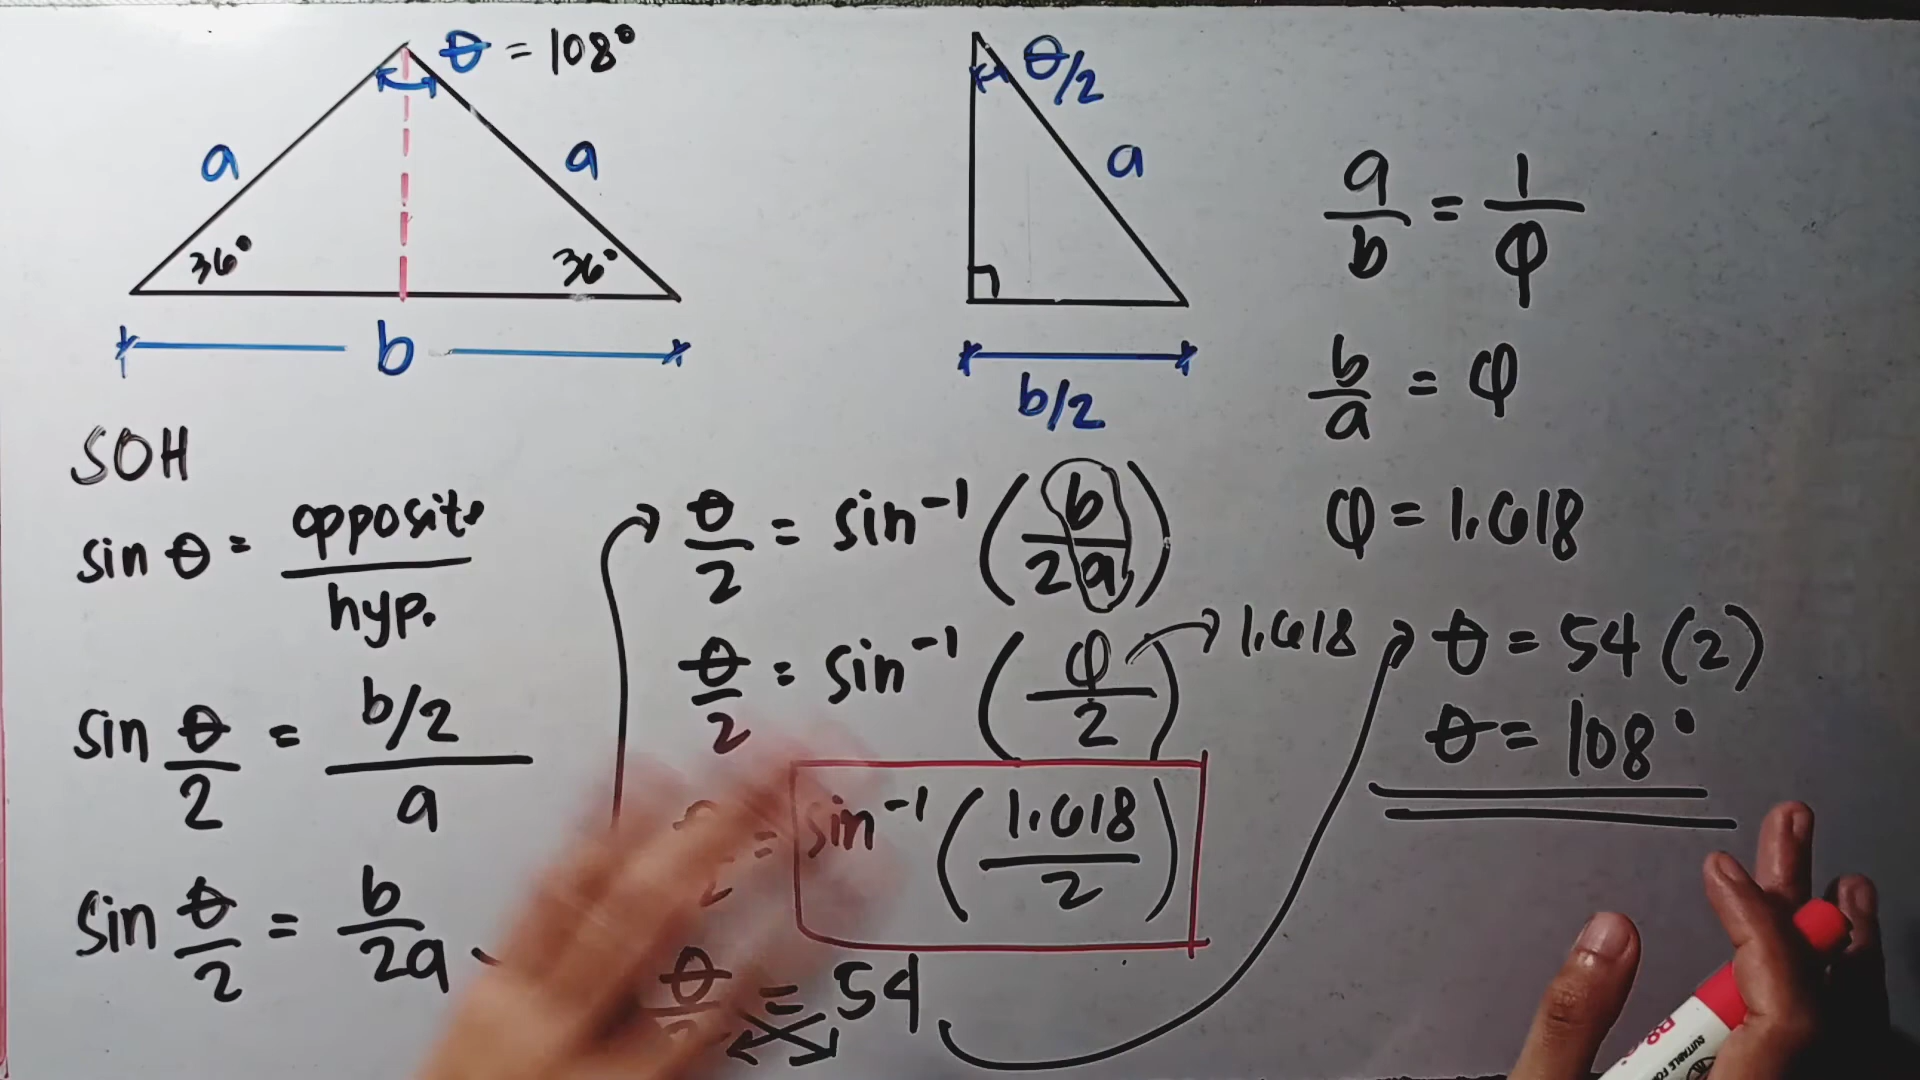 θ = 108°
a
a
36°
36°
b
θ/2
a
b/2
a/b = 1/φ
b/a = φ
φ = 1.618
SOH
sin θ = opposite/hyp.
sin θ/2 = b/2/a
sin θ/2 = b/2a
θ/2 = sin⁻¹ (b/2a)
θ/2 = sin⁻¹ (φ/2) → 1.618
= sin⁻¹ (1.618/2)
θ/2 = 54
θ = 54 (2)
θ = 108°